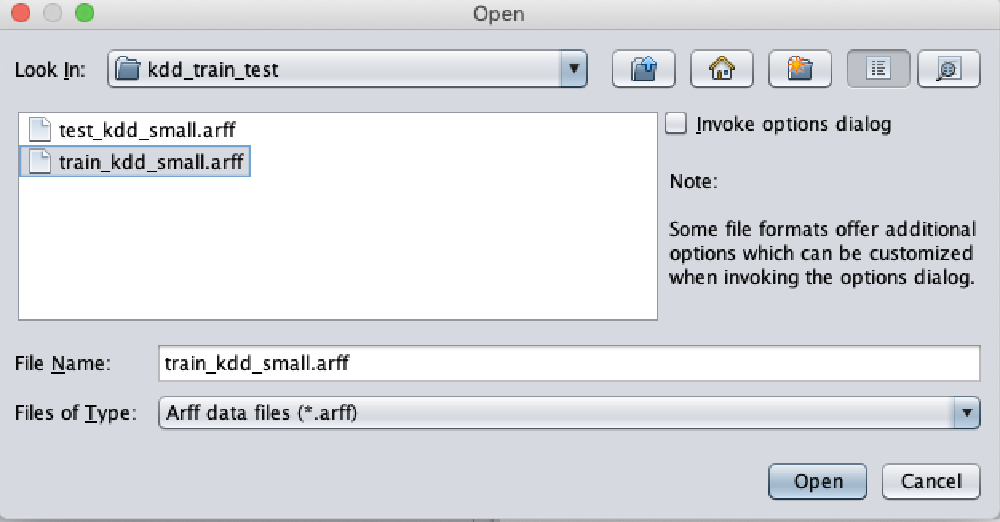 Open
Look In: kdd_train_test
test_kdd_small.arff
train_kdd_small.arff
Invoke options dialog
Note:
Some file formats offer additional
options which can be customized
when invoking the options dialog.
File Name: train_kdd_small.arff
Files of Type: Arff data files (*.arff)
Open Cancel